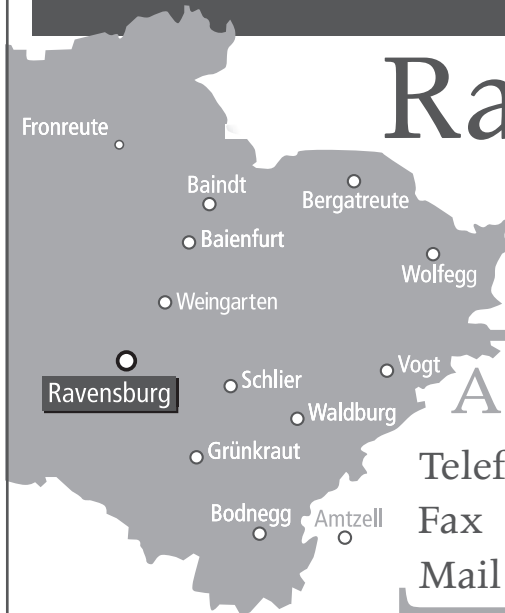 Ra
Fronreute
Baindt
Bergatreute
Baienfurt
Wolfegg
Weingarten
Vogt
Schlier
Ravensburg
A
Waldburg
Grünkraut
Telef
Bodnegg
Amtzell
Fax
Mail